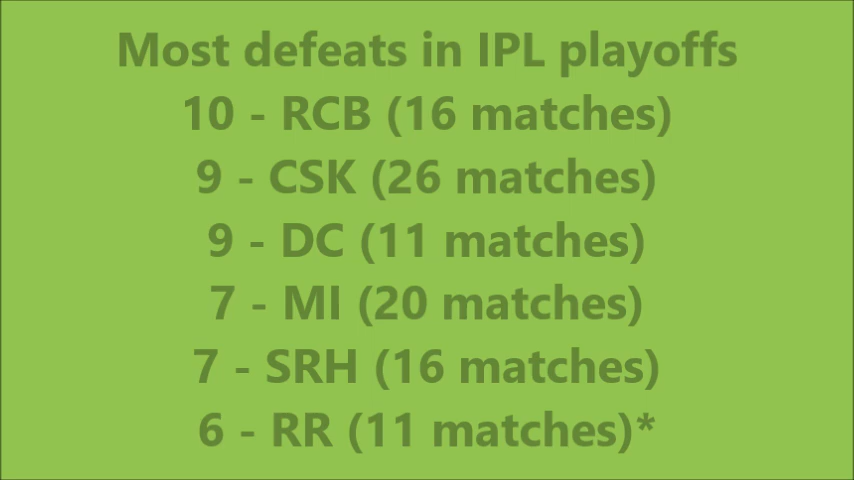 Most defeats in IPL playoffs
10 - RCB (16 matches)
9 - CSK (26 matches)
9 - DC (11 matches)
7 - MI (20 matches)
7 - SRH (16 matches)
6 - RR (11 matches)*